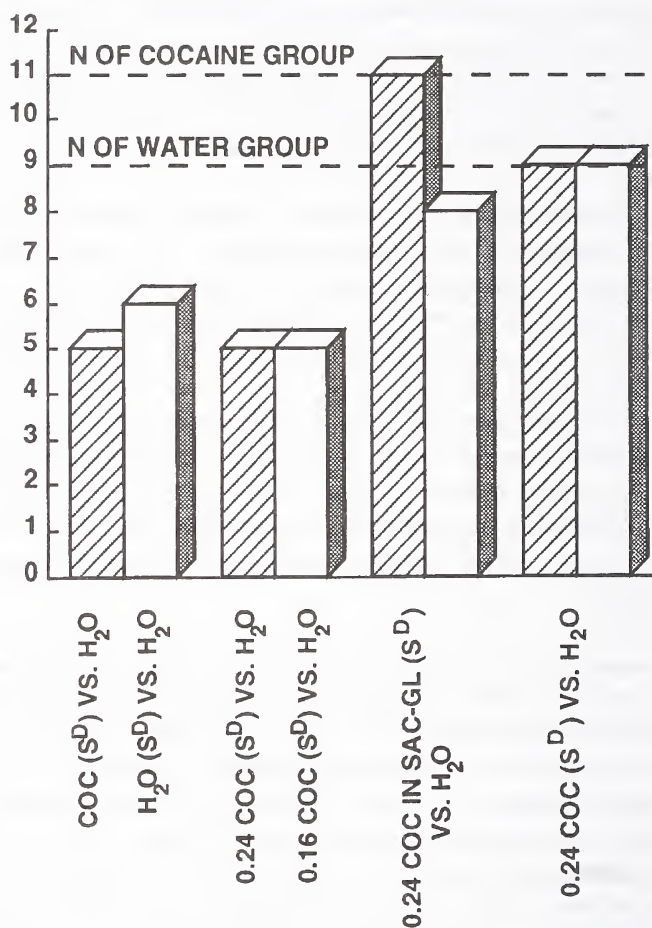 12
11
10
9
8
7
6
5
4
3
2
1
0
N OF COCAINE GROUP
N OF WATER GROUP
COC (S^D) VS. H₂O
H₂O (S^D) VS. H₂O
0.24 COC (S^D) VS. H₂O
0.16 COC (S^D) VS. H₂O
0.24 COC IN SAC-GL (S^D)
VS. H₂O
0.24 COC (S^D) VS. H₂O